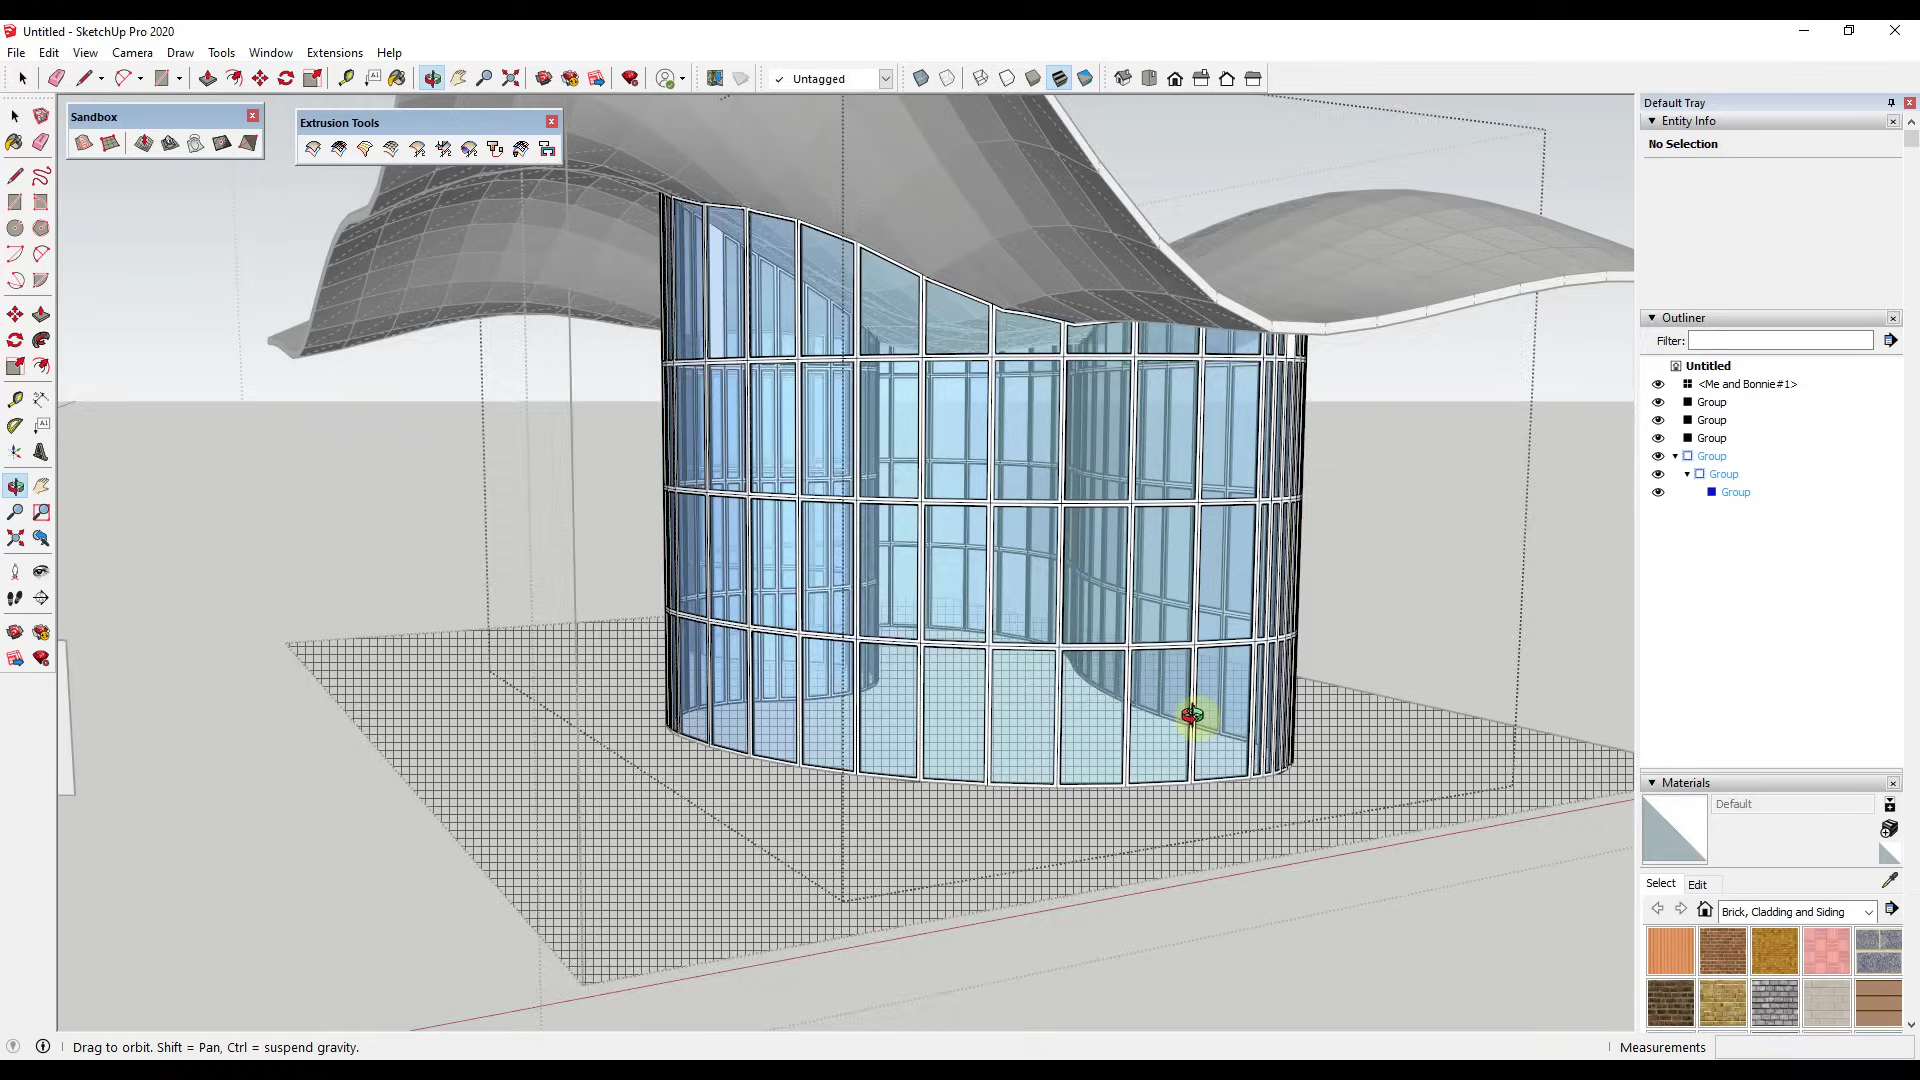 Untitled - SketchUp Pro 2020
File Edit View Camera Draw Tools Window Extensions Help
Untagged
Default Tray
Sandbox
Extrusion Tools
Entity Info
No Selection
Outliner
Filter:
Untitled
<Me and Bonnie#1>
Group
Group
Group
Group
Group
Group
Materials
Default
Select Edit
Brick, Cladding and Siding
Drag to orbit. Shift = Pan, Ctrl = suspend gravity.
Measurements